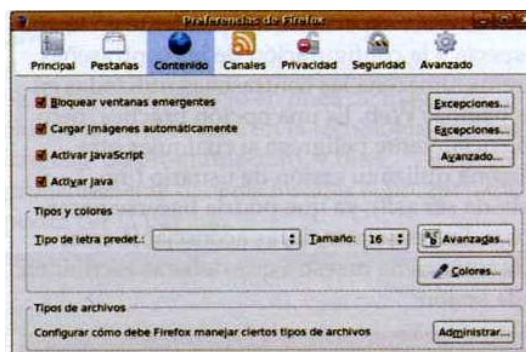 Preferencias de Firefox
Principal Pestañas Contenido Canales Privacidad Seguridad Avanzado
Bloquear ventanas emergentes Excepciones...
Cargar imágenes automáticamente Excepciones...
Activar JavaScript Avanzado...
Activar Java
Tipos y colores
Tipo de letra predet.: Tamaño: 16 Avanzadas...
Colores...
Tipos de archivos
Configurar cómo debe Firefox manejar ciertos tipos de archivos Administrar...